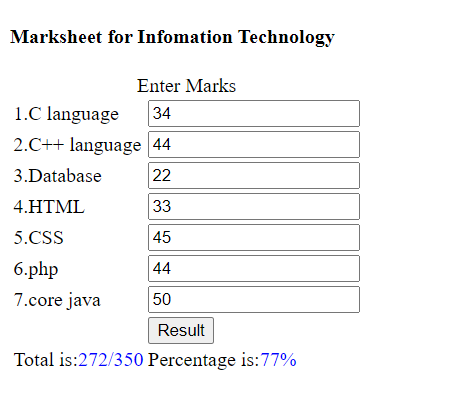 Marksheet for Infomation Technology
Enter Marks
1.C language 34
2.C++ language 44
3.Database 22
4.HTML 33
5.CSS 45
6.php 44
7.core java 50
Result
Total is:272/350 Percentage is:77%